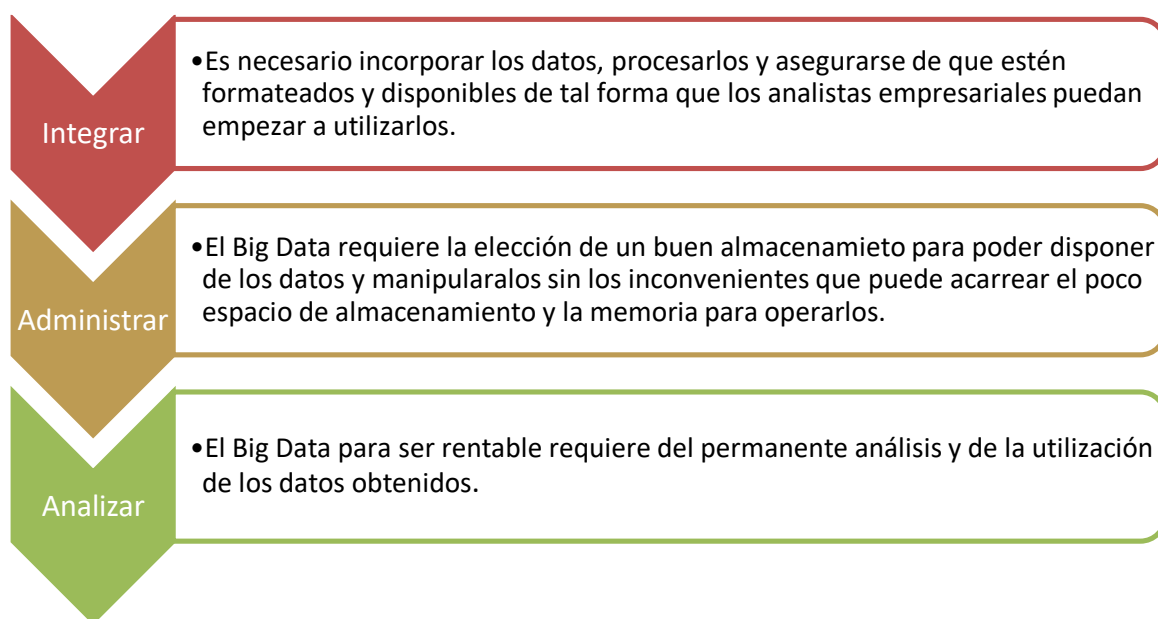 Integrar
•Es necesario incorporar los datos, procesarlos y asegurarse de que estén
formateados y disponibles de tal forma que los analistas empresariales puedan
empezar a utilizarlos.
Administrar
•El Big Data requiere la elección de un buen almacenamieto para poder disponer
de los datos y manipularalos sin los inconvenientes que puede acarrear el poco
espacio de almacenamiento y la memoria para operarlos.
Analizar
•El Big Data para ser rentable requiere del permanente análisis y de la utilización
de los datos obtenidos.